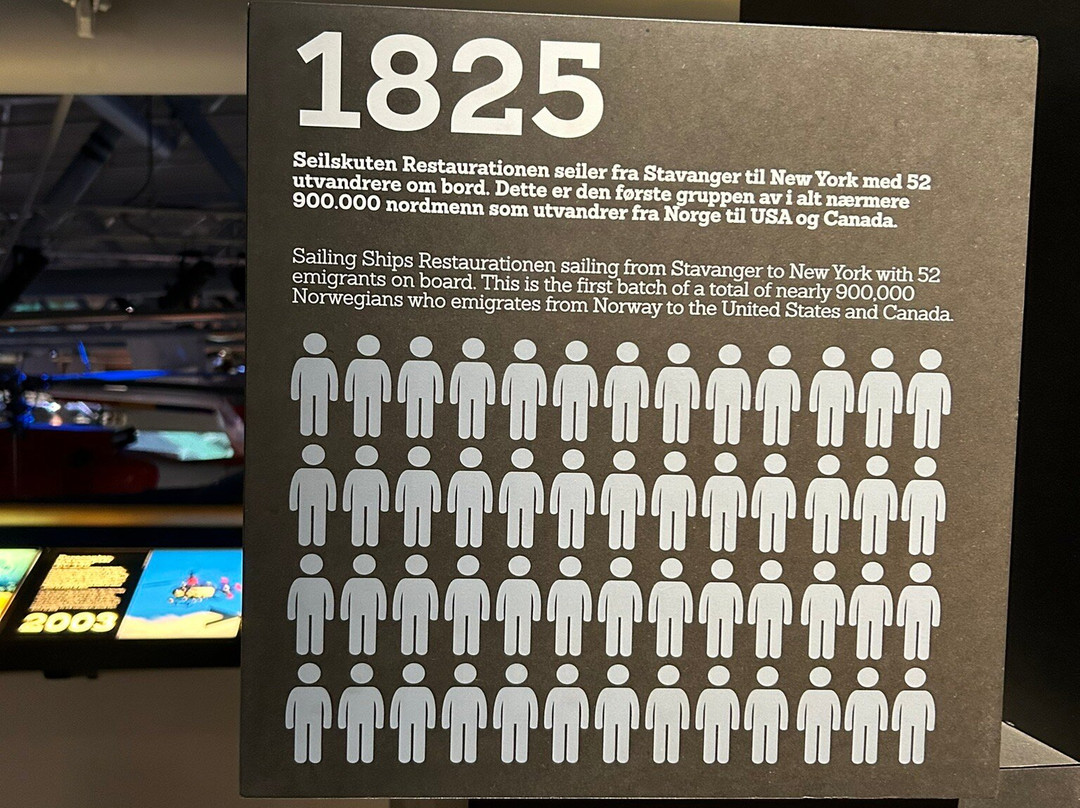 1825
Seilskuten Restaurationen seiler fra Stavanger til New York med 52
utvandrere om bord. Dette er den første gruppen av i alt nærmere
900.000 nordmenn som utvandrer fra Norge til USA og Canada.
Sailing Ships Restaurationen sailing from Stavanger to New York with 52
emigrants on board. This is the first batch of a total of nearly 900,000
Norwegians who emigrates from Norway to the United States and Canada.
2003